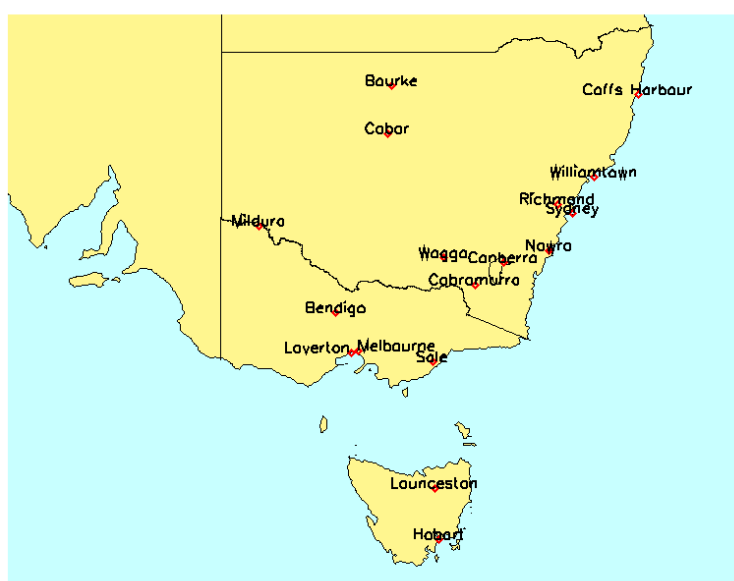 Bourke
Coffs Harbour
Cobar
Williamtown
Richmond
Sydney
Mildura
Nowra
Wagga
Canberra
Cabramurra
Bendigo
Laverton
Melbourne
Sale
Launceston
Hobart